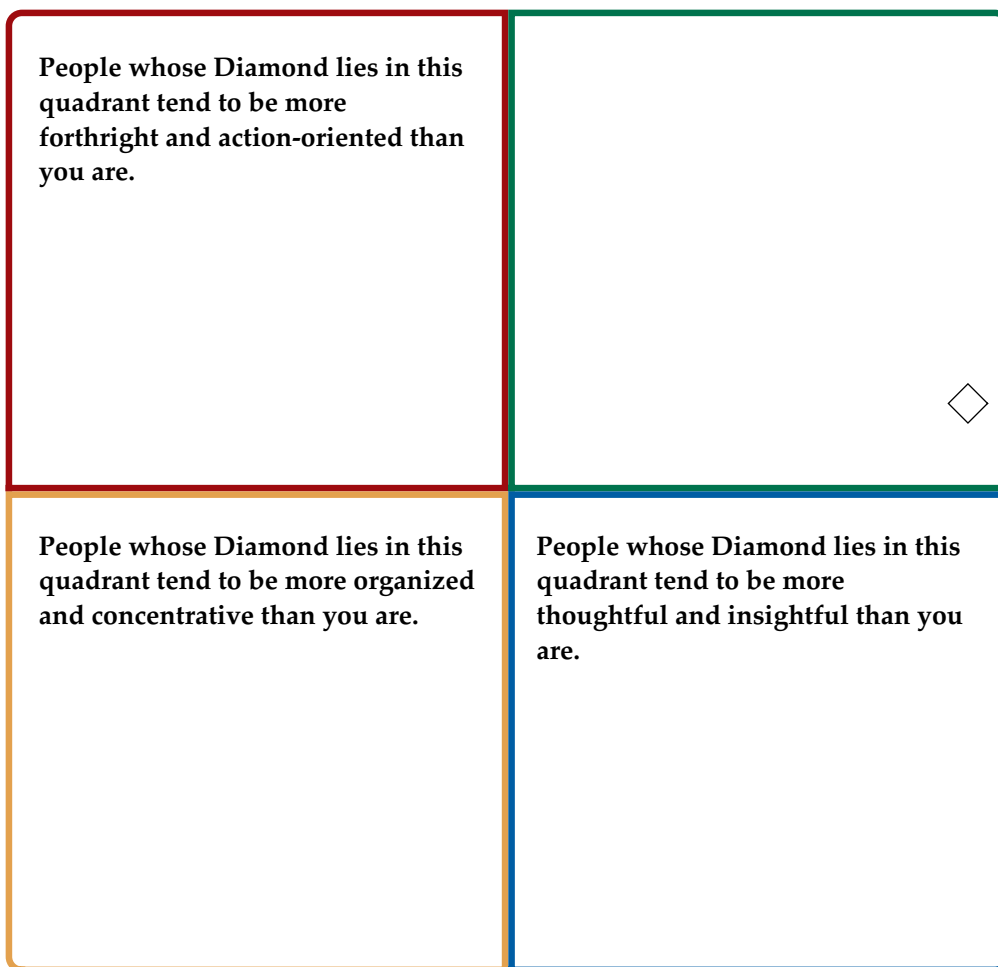 People whose Diamond lies in this
quadrant tend to be more
forthright and action-oriented than
you are.
People whose Diamond lies in this
quadrant tend to be more organized
and concentrative than you are.
People whose Diamond lies in this
quadrant tend to be more
thoughtful and insightful than you
are.